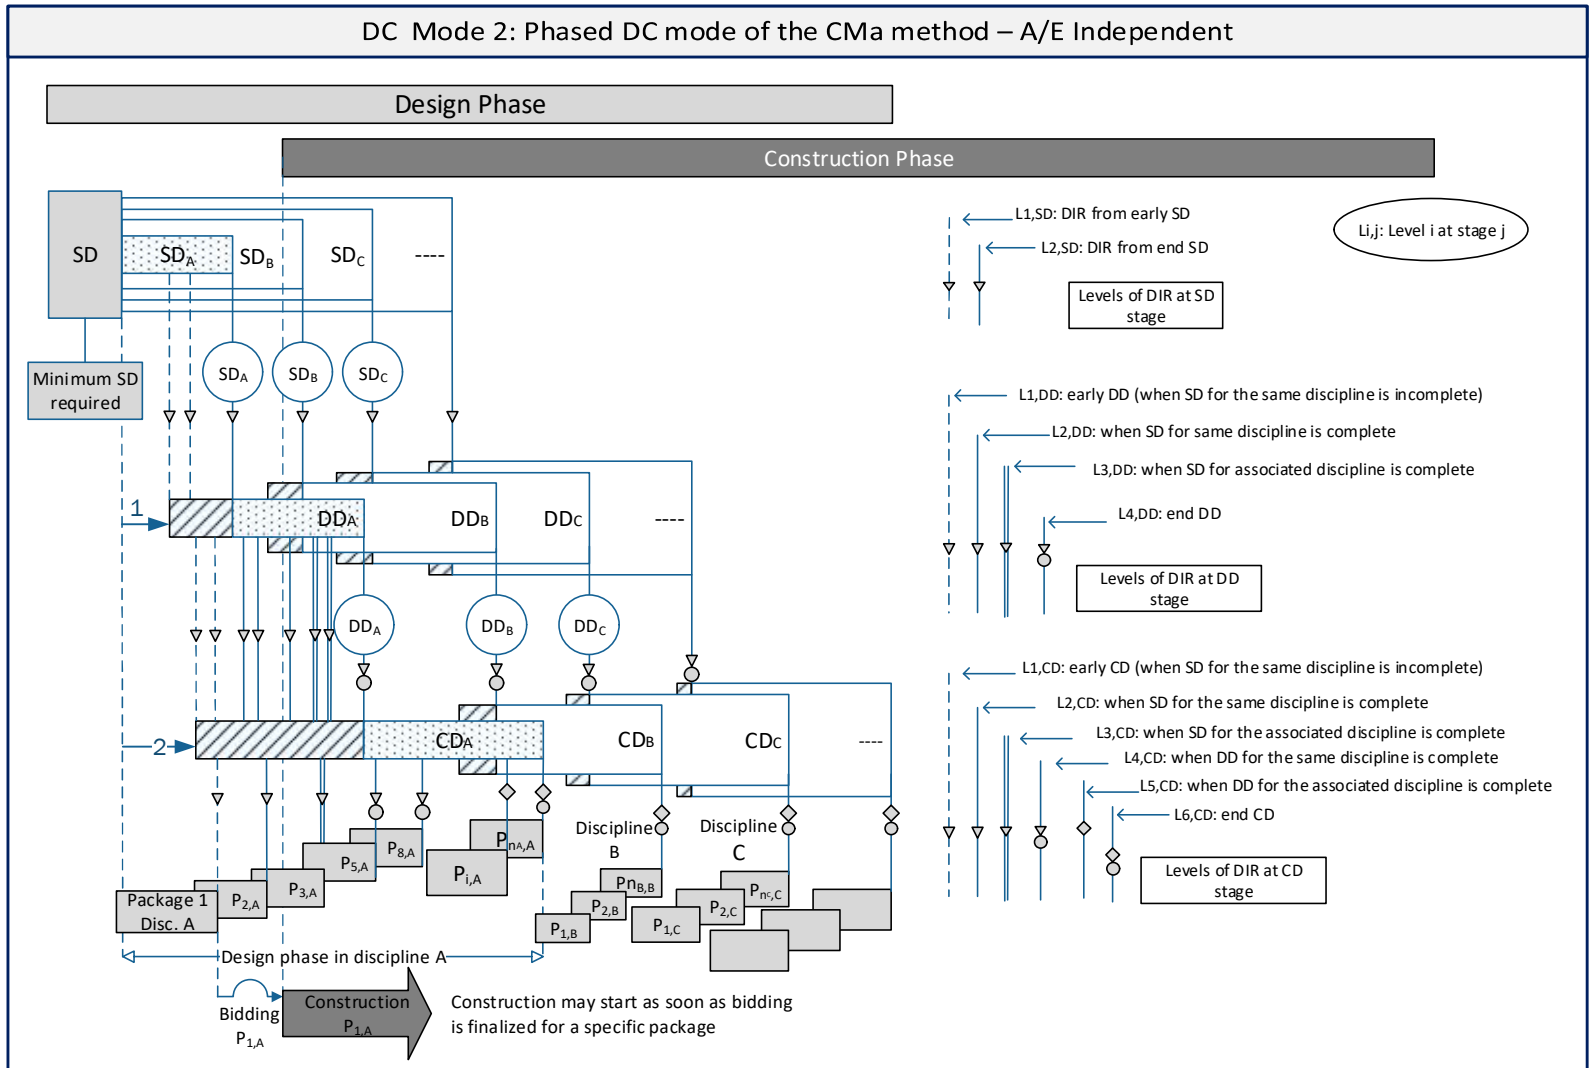 DC Mode 2: Phased DC mode of the CMa method – A/E Independent
Design Phase
Construction Phase
SD
SDA
SDB
SDC
----
L1,SD: DIR from early SD
L2,SD: DIR from end SD
Li,j: Level i at stage j
Levels of DIR at SD
stage
Minimum SD
required
SDA
SDB
SDC
L1,DD: early DD (when SD for the same discipline is incomplete)
L2,DD: when SD for same discipline is complete
L3,DD: when SD for associated discipline is complete
L4,DD: end DD
Levels of DIR at DD
stage
1
DDA
DDB
DDC
----
DDA
DDB
DDC
L1,CD: early CD (when SD for the same discipline is incomplete)
L2,CD: when SD for the same discipline is complete
L3,CD: when SD for the associated discipline is complete
L4,CD: when DD for the same discipline is complete
L5,CD: when DD for the associated discipline is complete
L6,CD: end CD
Levels of DIR at CD
stage
2
CDA
CDB
CDC
----
Discipline
B
Discipline
C
Package 1
Disc. A
P2,A
P3,A
P5,A
P8,A
Pi,A
PnA,A
P1,B
P2,B
PnB,B
P1,C
P2,C
PnC,C
Design phase in discipline A
Bidding
P1,A
Construction
P1,A
Construction may start as soon as bidding
is finalized for a specific package